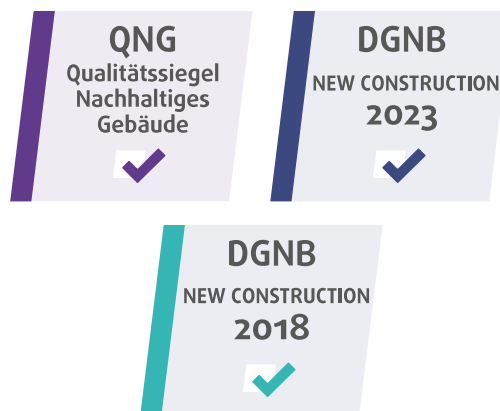 QNG
Qualitätssiegel
Nachhaltiges
Gebäude
DGNB
NEW CONSTRUCTION
2023
DGNB
NEW CONSTRUCTION
2018